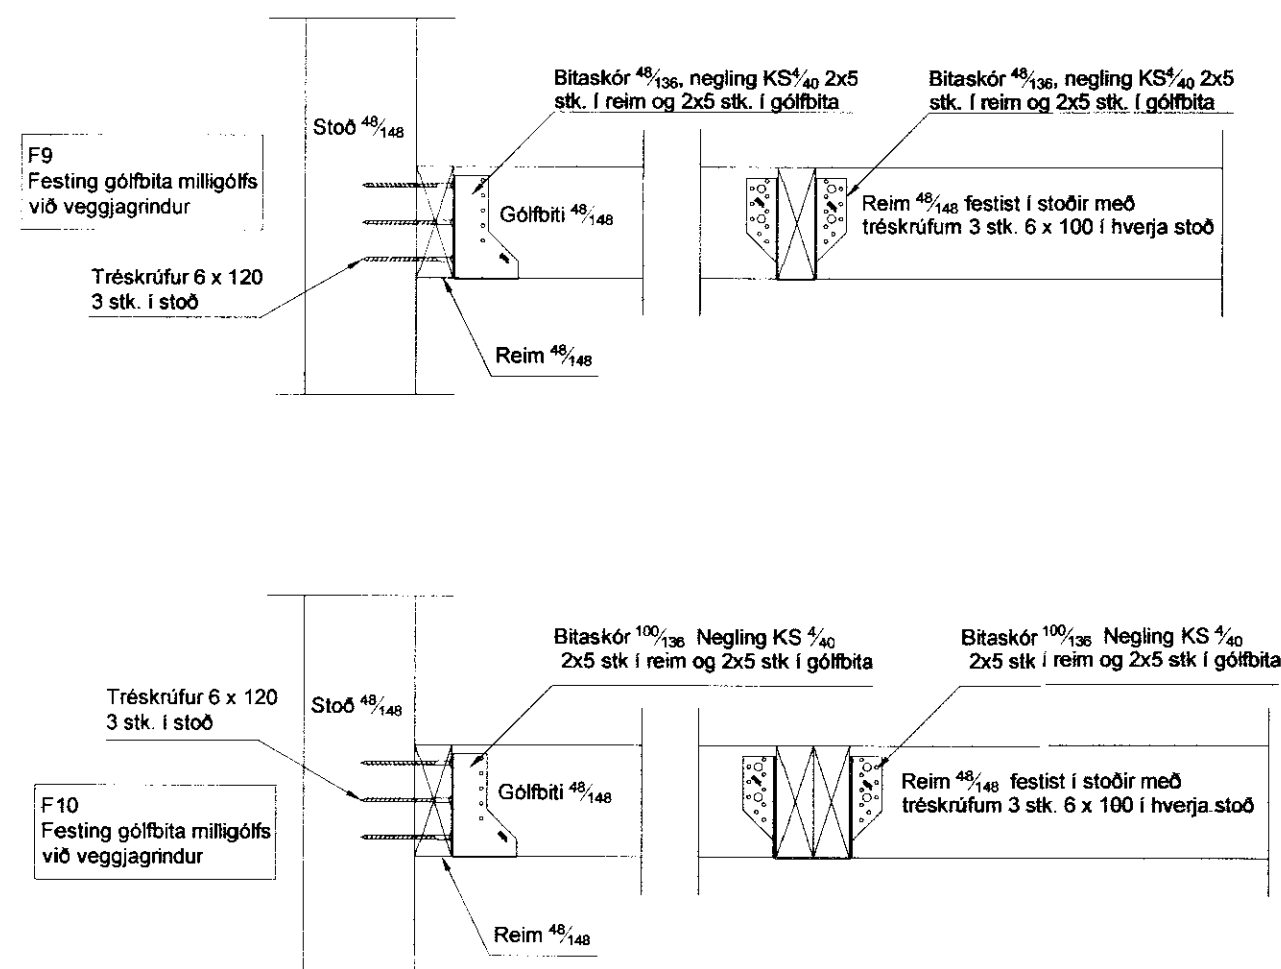 Bitaskór 48/136, negling KS4/40 2x5
stk. í reim og 2x5 stk. í gólfbita
Bitaskór 48/136, negling KS4/40 2x5
stk. í reim og 2x5 stk. í gólfbita
Stoð 48/148
F9
Festing gólfbita milligólfs
við veggjagrindur
Gólfbiti 48/148
Reim 48/148 festist í stoðir með
tréskrúfum 3 stk. 6 x 100 í hverja stoð
Tréskrúfur 6 x 120
3 stk. í stoð
Reim 48/148
Bitaskór 100/136 Negling KS 4/40
2x5 stk í reim og 2x5 stk í gólfbita
Bitaskór 100/136 Negling KS 4/40
2x5 stk í reim og 2x5 stk í gólfbita
Tréskrúfur 6 x 120
3 stk. í stoð
Stoð 48/148
Gólfbiti 48/148
Reim 48/148 festist í stoðir með
tréskrúfum 3 stk. 6 x 100 í hverja stoð
F10
Festing gólfbita milligólfs
við veggjagrindur
Reim 48/148